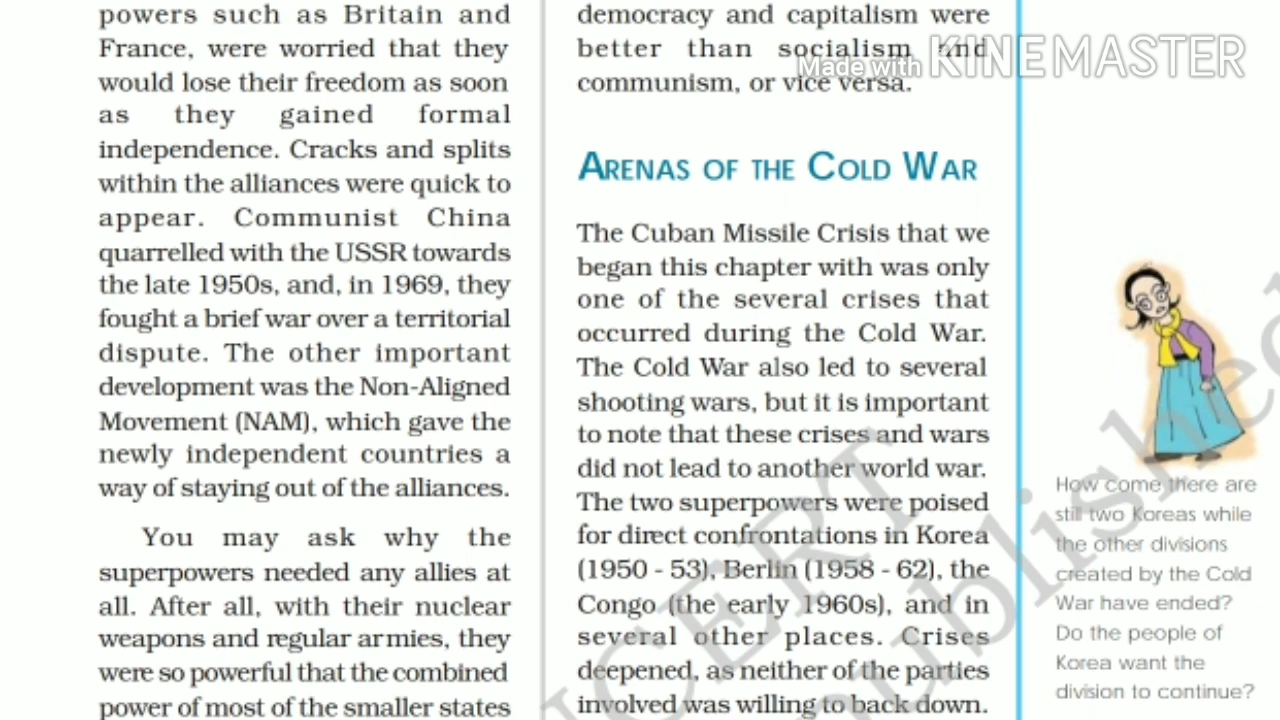 powers such as Britain and
France, were worried that they
would lose their freedom as soon
as they gained formal
independence. Cracks and splits
within the alliances were quick to
appear. Communist China
quarrelled with the USSR towards
the late 1950s, and, in 1969, they
fought a brief war over a territorial
dispute. The other important
development was the Non-Aligned
Movement (NAM), which gave the
newly independent countries a
way of staying out of the alliances.
You may ask why the
superpowers needed any allies at
all. After all, with their nuclear
weapons and regular armies, they
were so powerful that the combined
power of most of the smaller states
democracy and capitalism were
better than socialism and
communism, or vice versa.
ARENAS OF THE COLD WAR
The Cuban Missile Crisis that we
began this chapter with was only
one of the several crises that
occurred during the Cold War.
The Cold War also led to several
shooting wars, but it is important
to note that these crises and wars
did not lead to another world war.
The two superpowers were poised
for direct confrontations in Korea
(1950 - 53), Berlin (1958 - 62), the
Congo (the early 1960s), and in
several other places. Crises
deepened, as neither of the parties
involved was willing to back down.
How come there are
still two Koreas while
the other divisions
created by the Cold
War have ended?
Do the people of
Korea want the
division to continue?
Made with KINEMASTER
NCERT